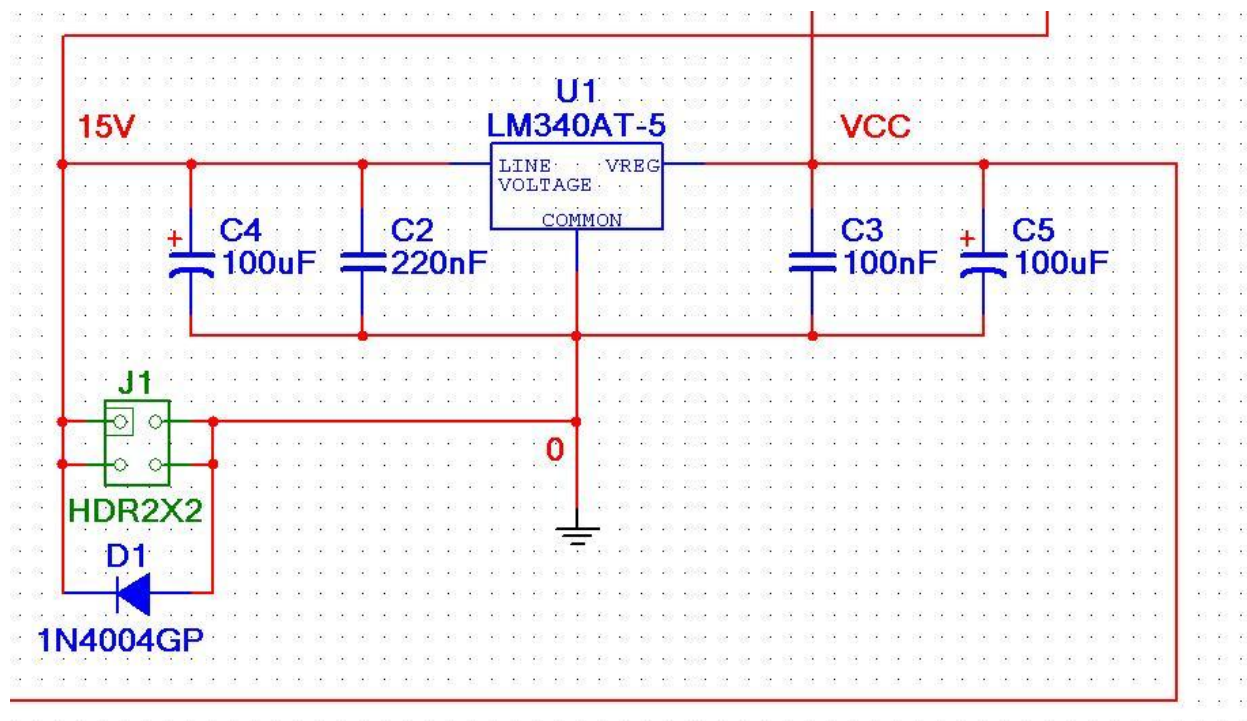 U1
LM340AT-5
15V
VCC
LINE VREG
VOLTAGE
COMMON
+ C4
100uF
C2
220nF
C3
100nF
+ C5
100uF
J1
0
HDR2X2
D1
1N4004GP